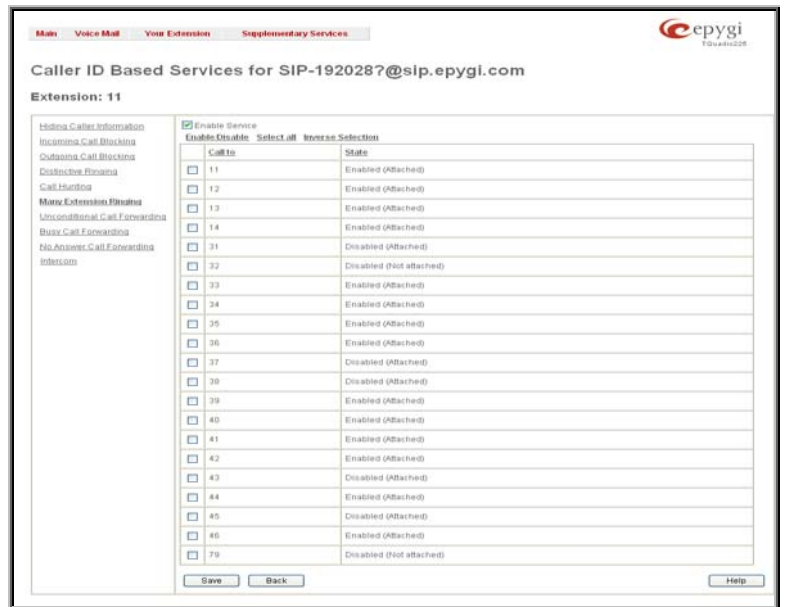 Main Voice Mail Your Extension Supplementary Services
epygi
Caller ID Based Services for SIP-192028?@sip.epygi.com
Extension: 11
Hiding Caller Information
Incoming Call Blocking
Outgoing Call Blocking
Distinctive Ringing
Call Hunting
Many Extension Ringing
Unconditional Call Forwarding
Busy Call Forwarding
No Answer Call Forwarding
Intercom
Enable Service
Enable/Disable Select all Inverse Selection
Call to State
11 Enabled (Attached)
12 Enabled (Attached)
13 Enabled (Attached)
14 Enabled (Attached)
31 Disabled (Attached)
32 Disabled (Not attached)
33 Enabled (Attached)
34 Enabled (Attached)
35 Enabled (Attached)
36 Enabled (Attached)
37 Disabled (Attached)
38 Disabled (Attached)
39 Enabled (Attached)
40 Enabled (Attached)
41 Enabled (Attached)
42 Enabled (Attached)
43 Disabled (Attached)
44 Enabled (Attached)
45 Disabled (Attached)
46 Enabled (Attached)
79 Disabled (Not attached)
Save Back Help